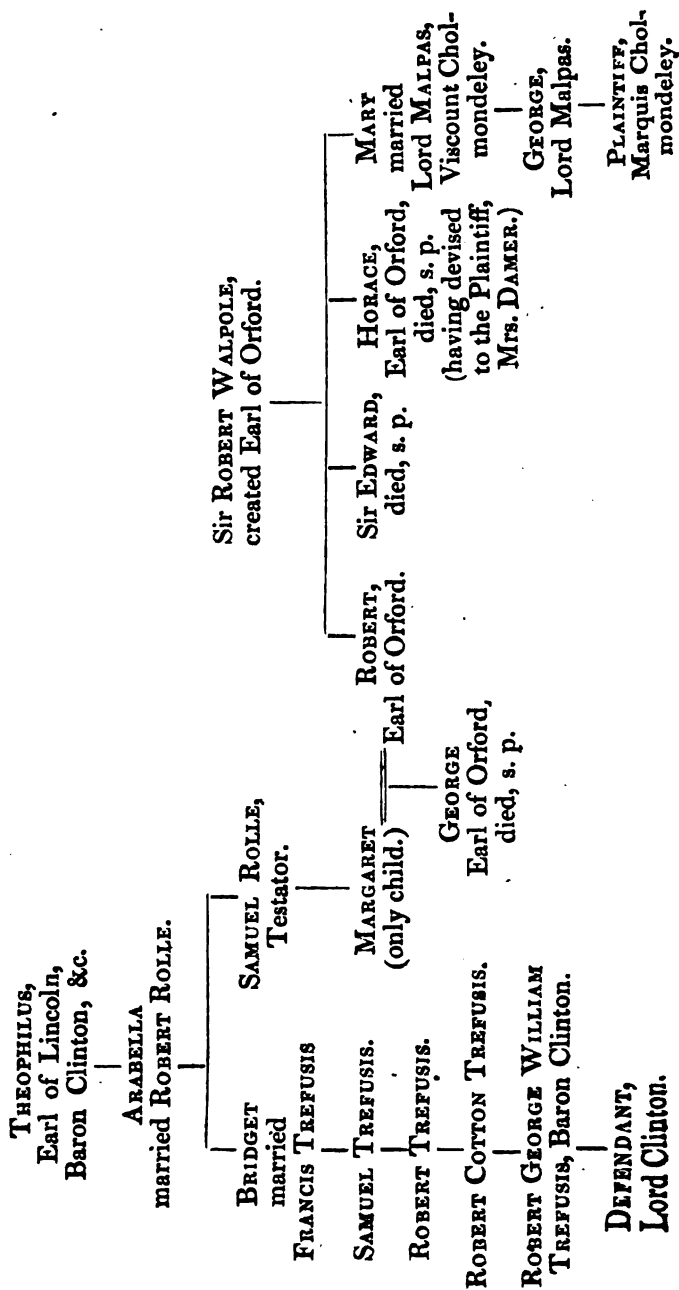 THEOPHILUS,
Earl of Lincoln,
Baron Clinton, &c.
ARABELLA
married ROBERT ROLLE.
BRIDGET
married
FRANCIS TREFUSIS
SAMUEL TREFUSIS.
ROBERT TREFUSIS.
ROBERT COTTON TREFUSIS.
ROBERT GEORGE WILLIAM
TREFUSIS, Baron Clinton.
DEFENDANT,
Lord Clinton.
SAMUEL ROLLE,
Testator.
MARGARET
(only child.)
GEORGE
Earl of Orford,
died, s. p.
Sir ROBERT WALPOLE,
created Earl of Orford.
ROBERT,
Earl of Orford.
Sir EDWARD,
died, s. p.
HORACE,
Earl of Orford,
died, s. p.
(having devised
to the Plaintiff,
Mrs. DAMER.)
MARY
married
Lord MALPAS,
Viscount Chol-
mondeley.
GEORGE,
Lord Malpas.
PLAINTIFF,
Marquis Chol-
mondeley.